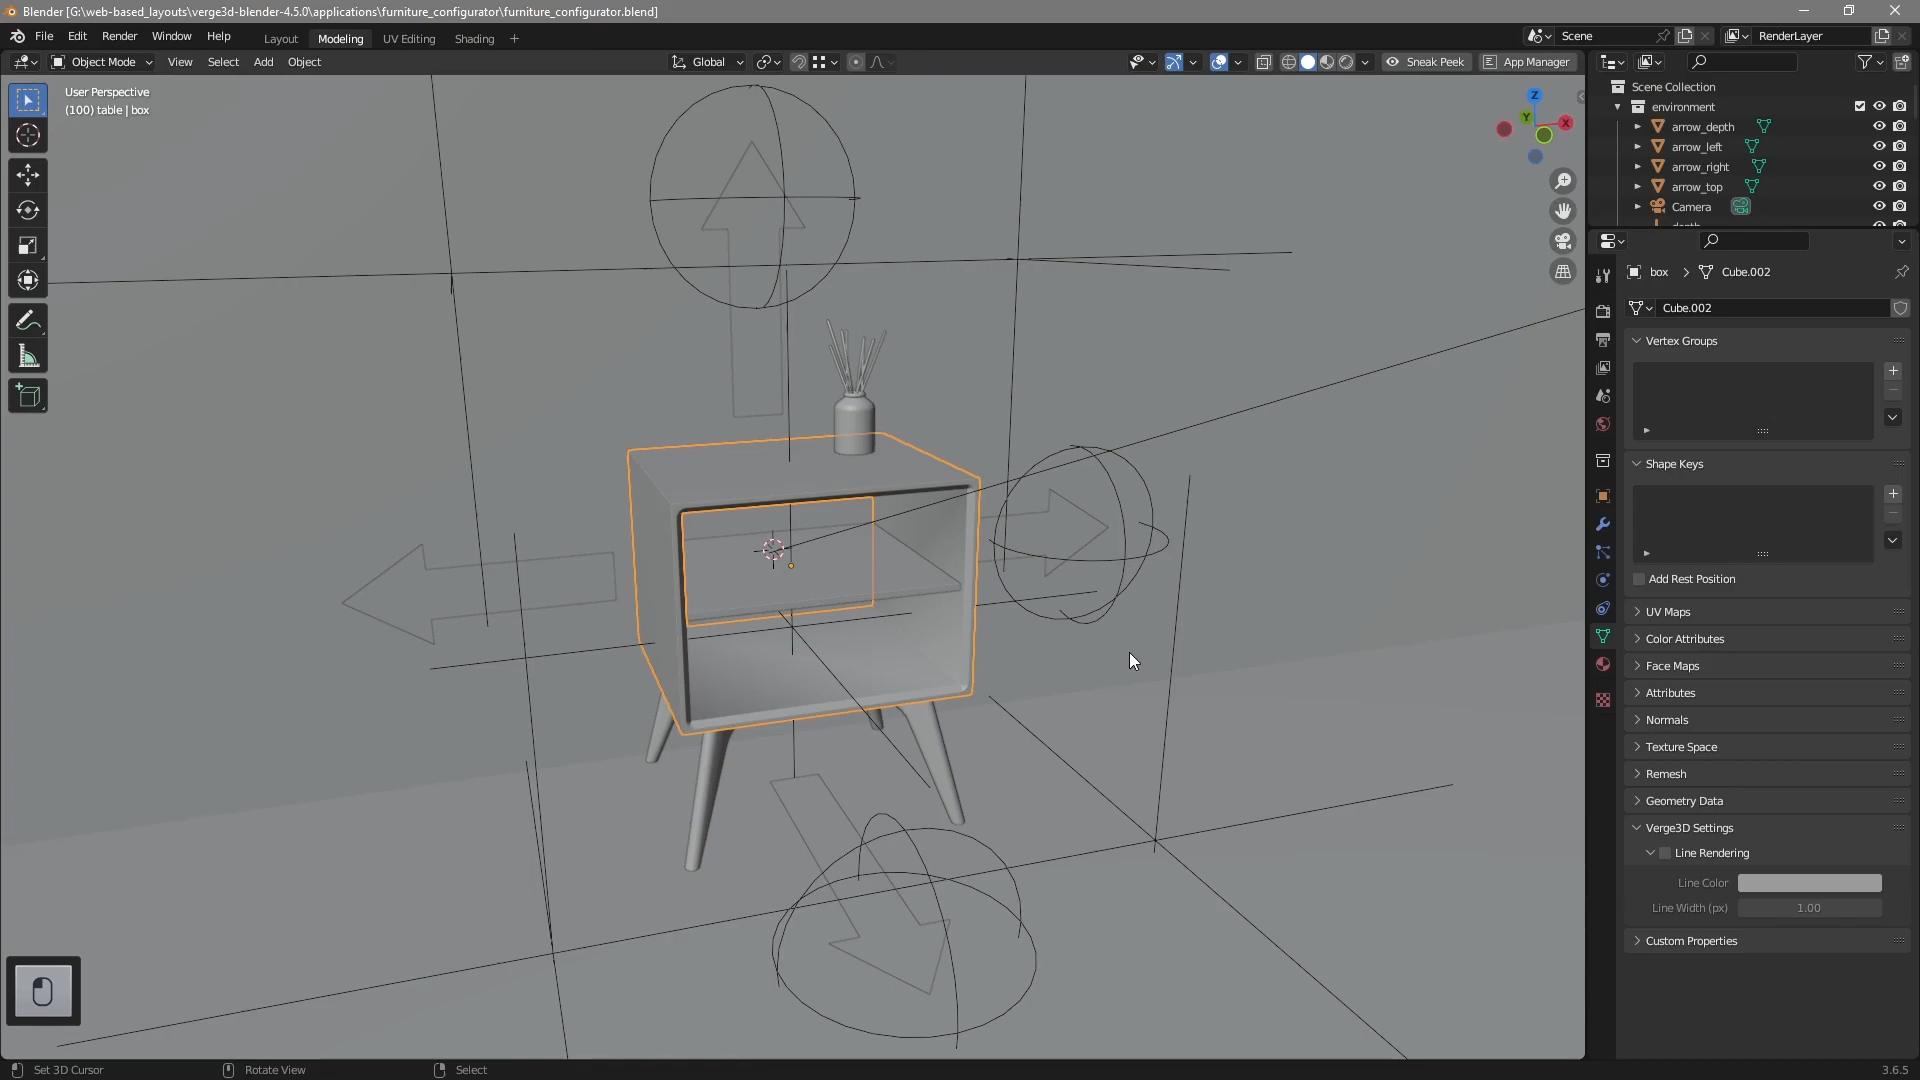 Blender [G:\web-based_layouts\verge3d-blender-4.5.0\applications\furniture_configurator\furniture_configurator.blend]
File Edit Render Window Help
Layout Modeling UV Editing Shading +
Scene RenderLayer
Object Mode View Select Add Object
Global
Sneak Peek App Manager
User Perspective
(100) table | box
Z
Y
X
Scene Collection
environment
arrow_depth
arrow_left
arrow_right
arrow_top
Camera
depth
box > Cube.002
Cube.002
Vertex Groups
Shape Keys
Add Rest Position
UV Maps
Color Attributes
Face Maps
Attributes
Normals
Texture Space
Remesh
Geometry Data
Verge3D Settings
Line Rendering
Line Color
Line Width (px) 1.00
Custom Properties
Set 3D Cursor Rotate View Select 3.6.5